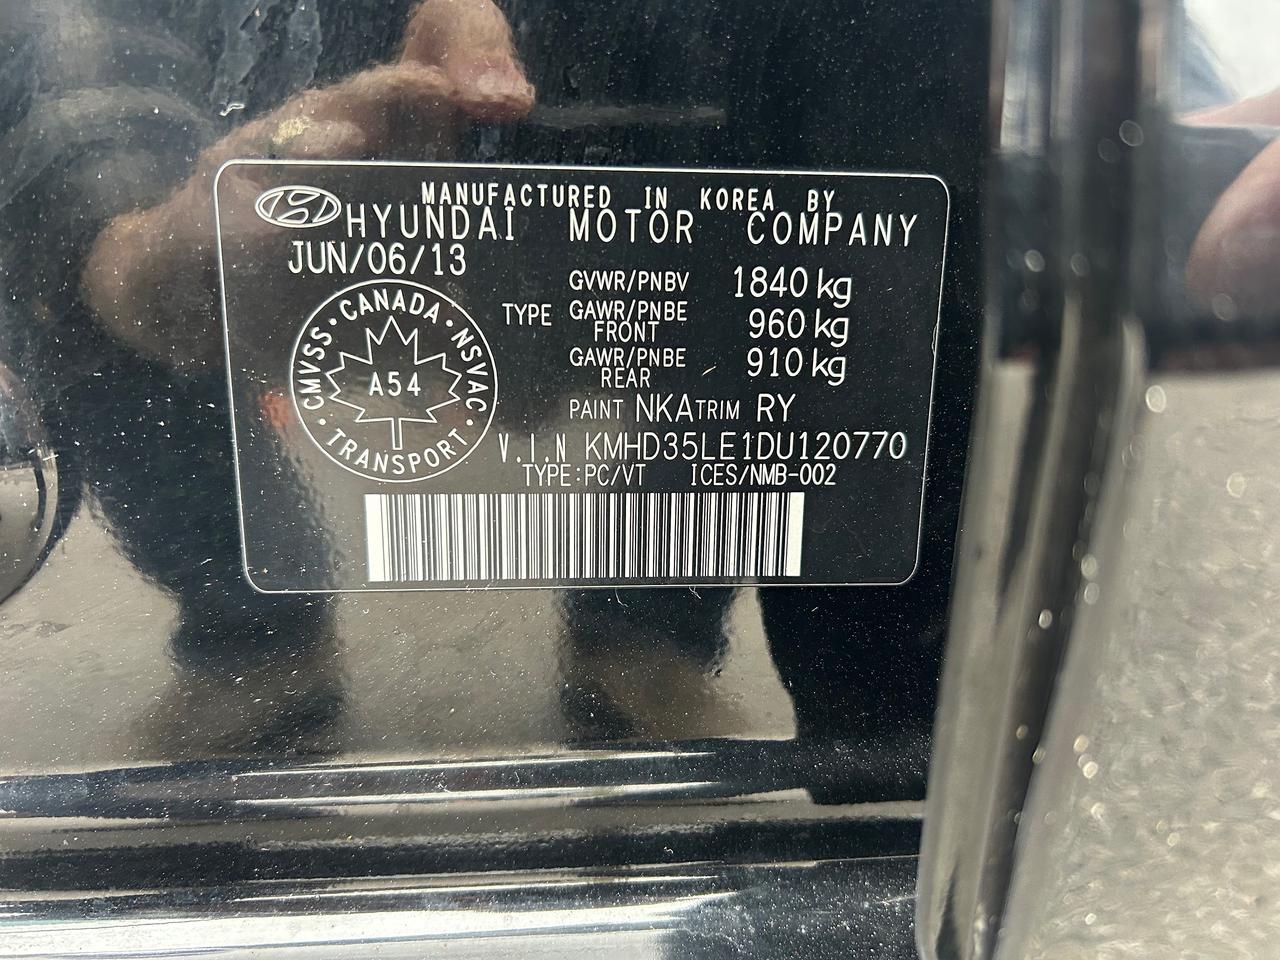 MANUFACTURED IN KOREA BY
HYUNDAI MOTOR COMPANY
JUN/06/13
CANADA · NSVAC · TRANSPORT · CMVSS ·
A54
TYPE
GVWR/PNBV 1840 kg
GAWR/PNBE FRONT 960 kg
GAWR/PNBE REAR 910 kg
PAINT NKA TRIM RY
V.I.N KMHD35LE1DU120770
TYPE:PC/VT ICES/NMB-002